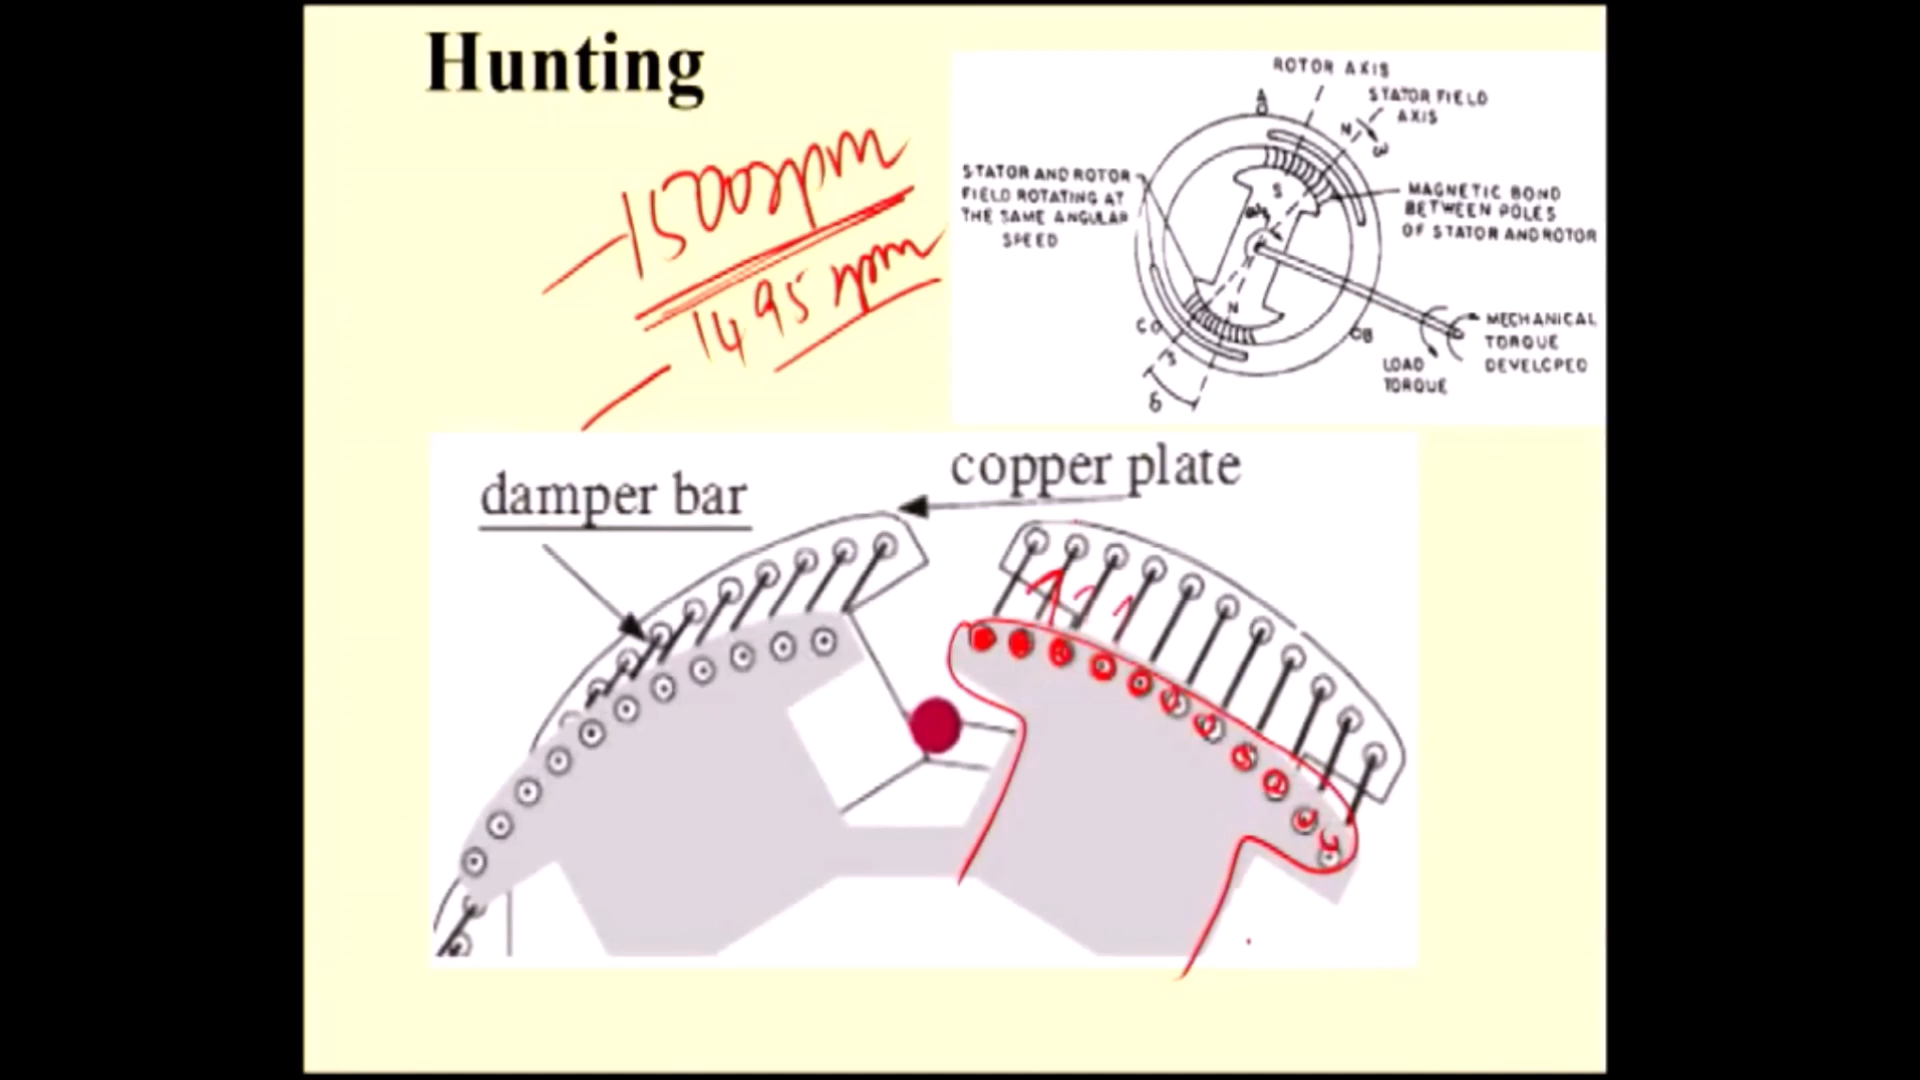 Hunting
1500rpm
1495 rpm
ROTOR AXIS
STATOR FIELD
AXIS
A
N
ω
STATOR AND ROTOR
FIELD ROTATING AT
THE SAME ANGULAR
SPEED
S
MAGNETIC BOND
BETWEEN POLES
OF STATOR AND ROTOR
N
C
B
S
δ
MECHANICAL
TORQUE
DEVELOPED
LOAD
TORQUE
damper bar
copper plate